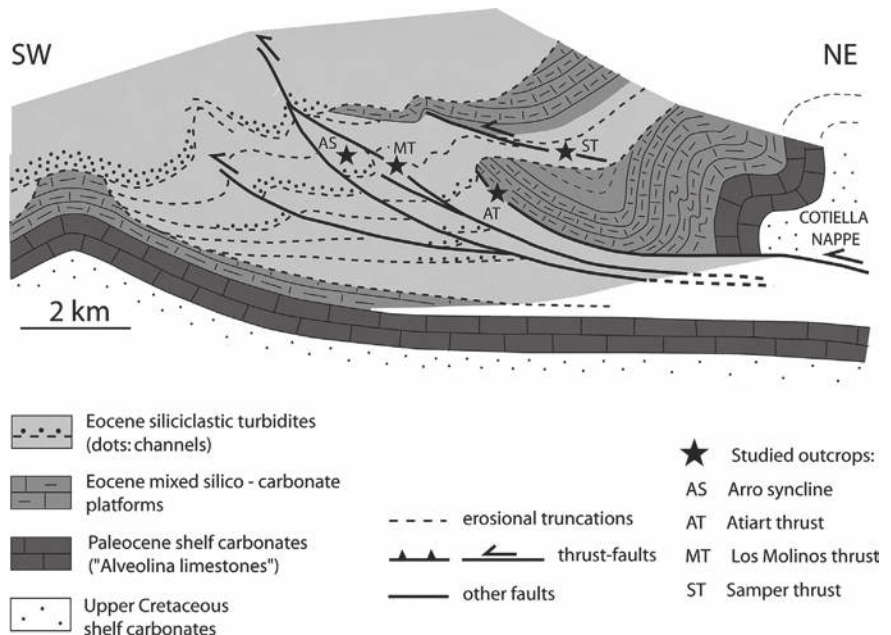 SW
NE
AS
MT
ST
AT
COTIELLA
NAPPE
2 km
Eocene siliciclastic turbidites
(dots: channels)
Eocene mixed silico - carbonate
platforms
Paleocene shelf carbonates
("Alveolina limestones")
Upper Cretaceous
shelf carbonates
erosional truncations
thrust-faults
other faults
Studied outcrops:
AS Arro syncline
AT Atiart thrust
MT Los Molinos thrust
ST Samper thrust